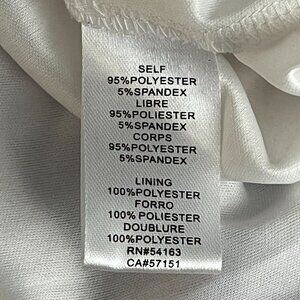 SELF
95%POLYESTER
5%SPANDEX
LIBRE
95%POLIESTER
5%SPANDEX
CORPS
95%POLYESTER
5%SPANDEX
LINING
100%POLYESTER
FORRO
100% POLIESTER
DOUBLURE
100%POLYESTER
RN#54163
CA#57151